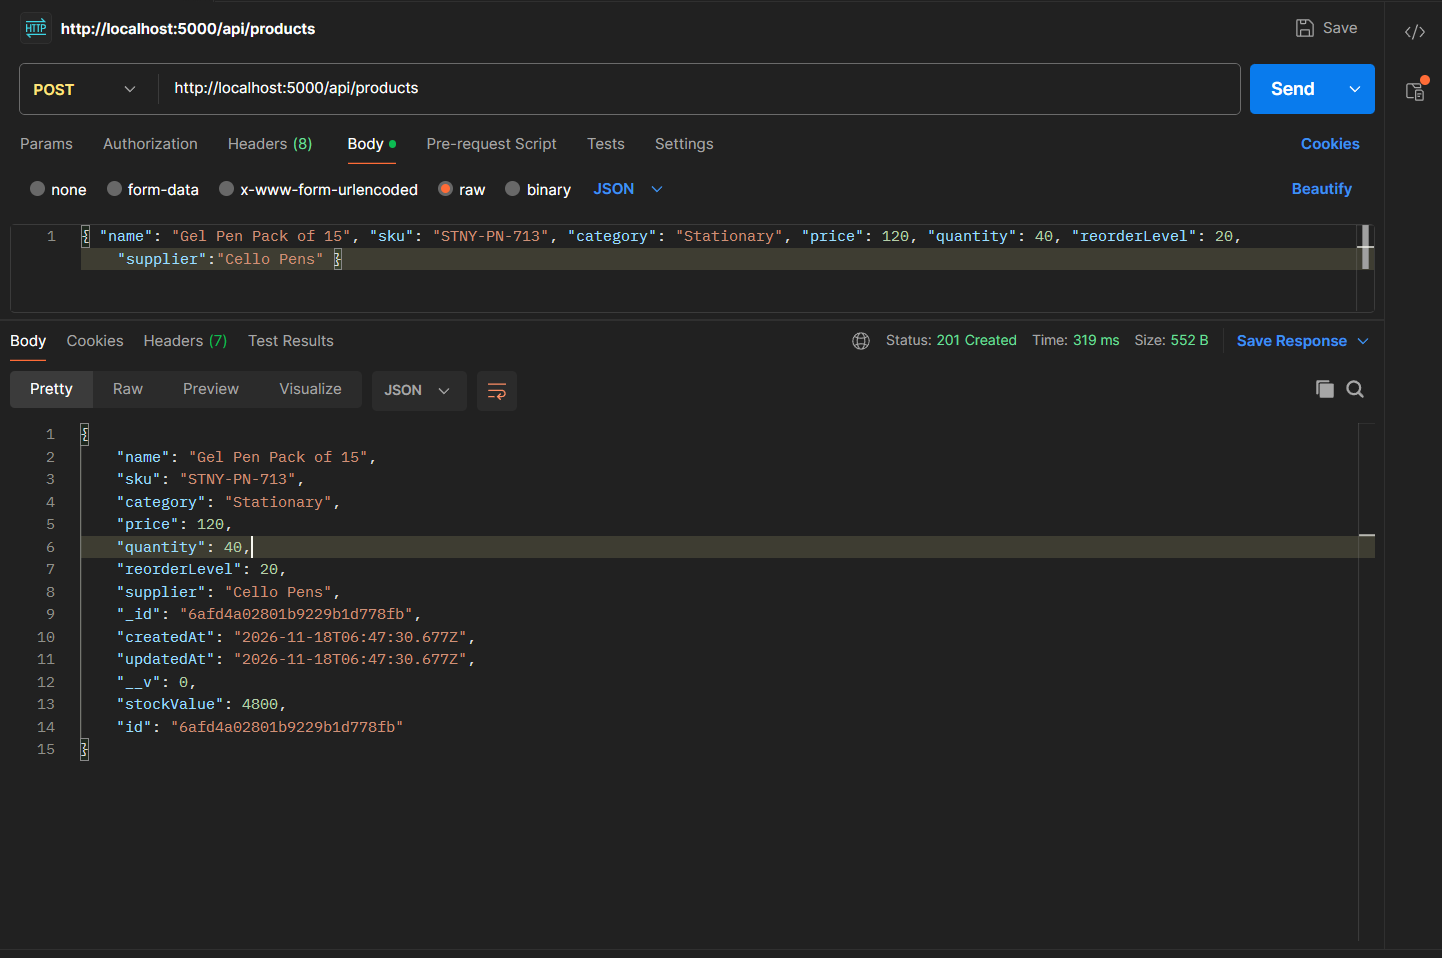 HTTP http://localhost:5000/api/products Save
POST http://localhost:5000/api/products Send
Params Authorization Headers (8) Body Pre-request Script Tests Settings Cookies
none form-data x-www-form-urlencoded raw binary JSON Beautify
1 { "name": "Gel Pen Pack of 15", "sku": "STNY-PN-713", "category": "Stationary", "price": 120, "quantity": 40, "reorderLevel": 20,
"supplier":"Cello Pens" }
Body Cookies Headers (7) Test Results Status: 201 Created Time: 319 ms Size: 552 B Save Response
Pretty Raw Preview Visualize JSON
1 {
2 "name": "Gel Pen Pack of 15",
3 "sku": "STNY-PN-713",
4 "category": "Stationary",
5 "price": 120,
6 "quantity": 40,
7 "reorderLevel": 20,
8 "supplier": "Cello Pens",
9 "_id": "6afd4a02801b9229b1d778fb",
10 "createdAt": "2026-11-18T06:47:30.677Z",
11 "updatedAt": "2026-11-18T06:47:30.677Z",
12 "__v": 0,
13 "stockValue": 4800,
14 "id": "6afd4a02801b9229b1d778fb"
15 }